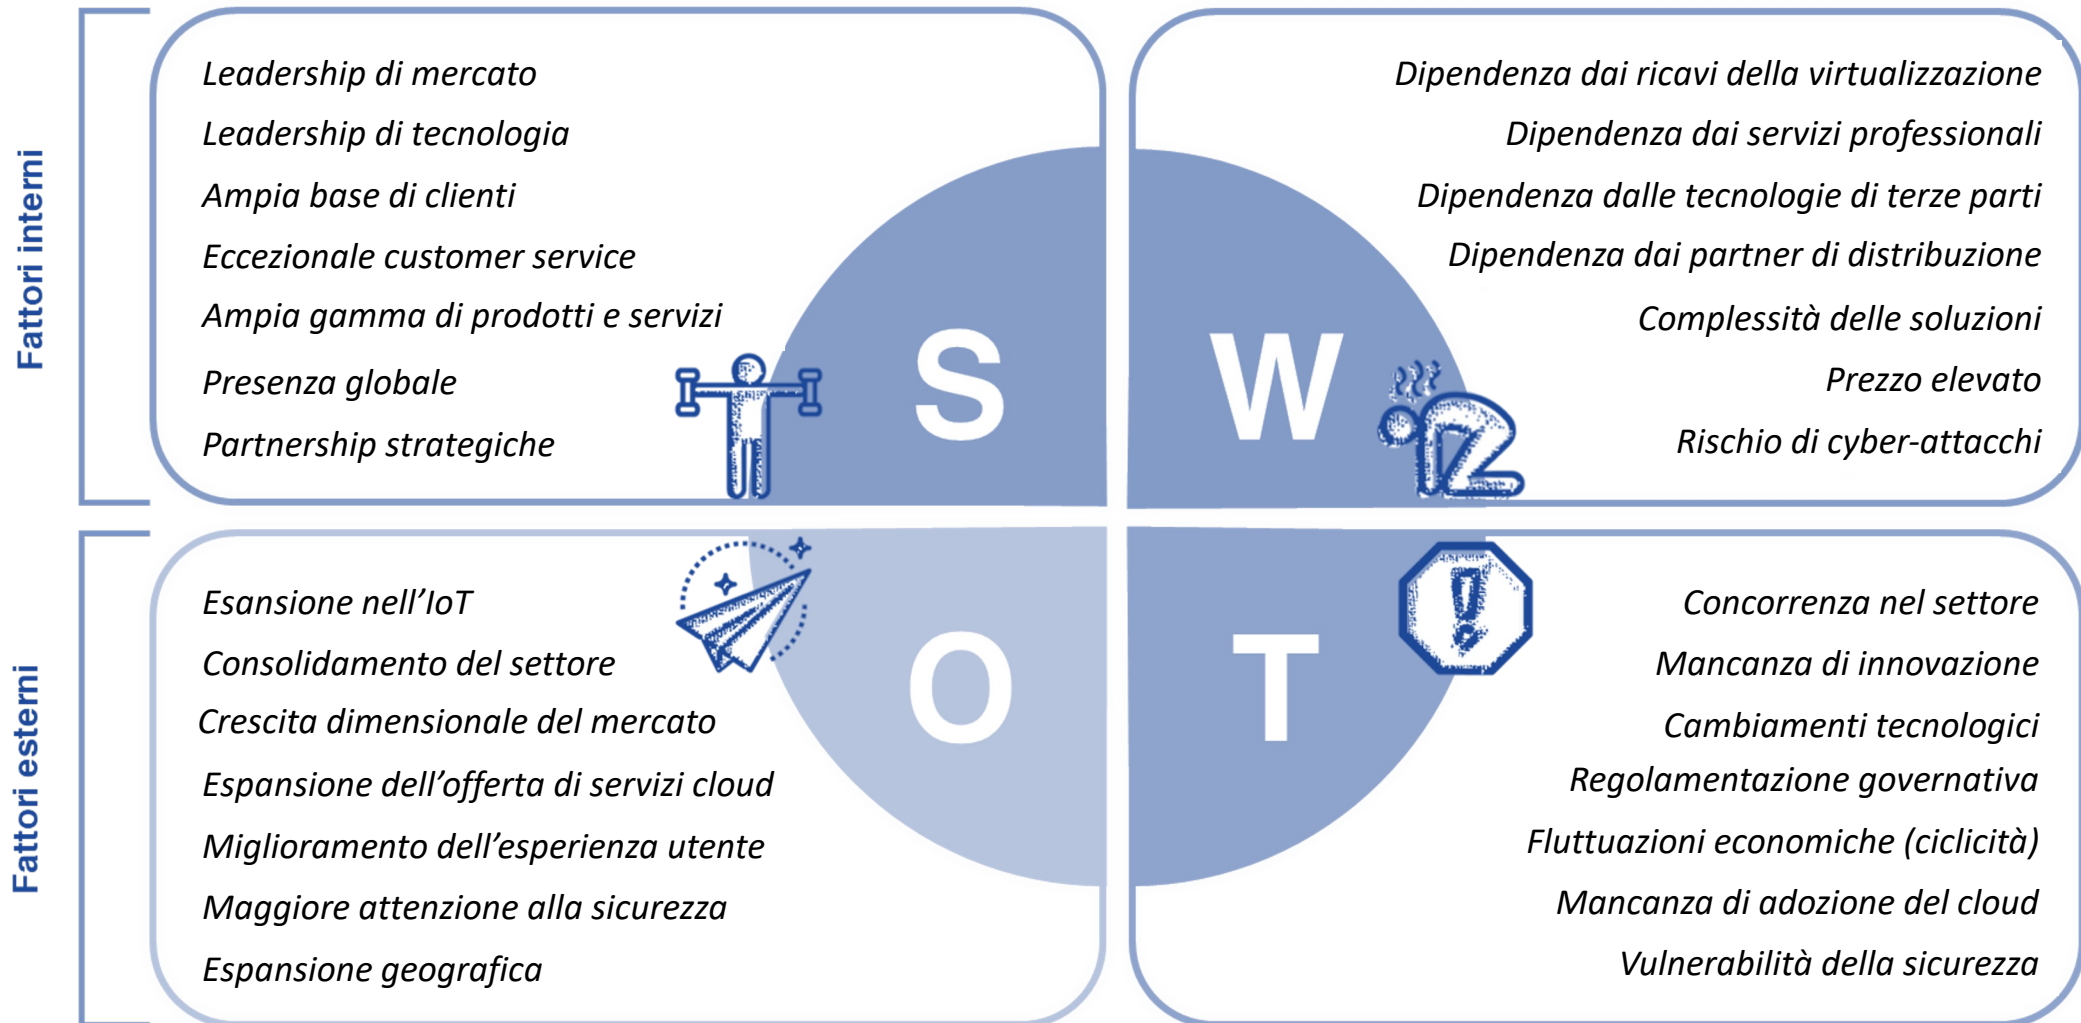 Fattori interni
Leadership di mercato
Leadership di tecnologia
Ampia base di clienti
Eccezionale customer service
Ampia gamma di prodotti e servizi
Presenza globale
Partnership strategiche
S
Dipendenza dai ricavi della virtualizzazione
Dipendenza dai servizi professionali
Dipendenza dalle tecnologie di terze parti
Dipendenza dai partner di distribuzione
Complessità delle soluzioni
Prezzo elevato
Rischio di cyber-attacchi
W
Fattori esterni
Esansione nell’IoT
Consolidamento del settore
Crescita dimensionale del mercato
Espansione dell’offerta di servizi cloud
Miglioramento dell’esperienza utente
Maggiore attenzione alla sicurezza
Espansione geografica
O
Concorrenza nel settore
Mancanza di innovazione
Cambiamenti tecnologici
Regolamentazione governativa
Fluttuazioni economiche (ciclicità)
Mancanza di adozione del cloud
Vulnerabilità della sicurezza
T